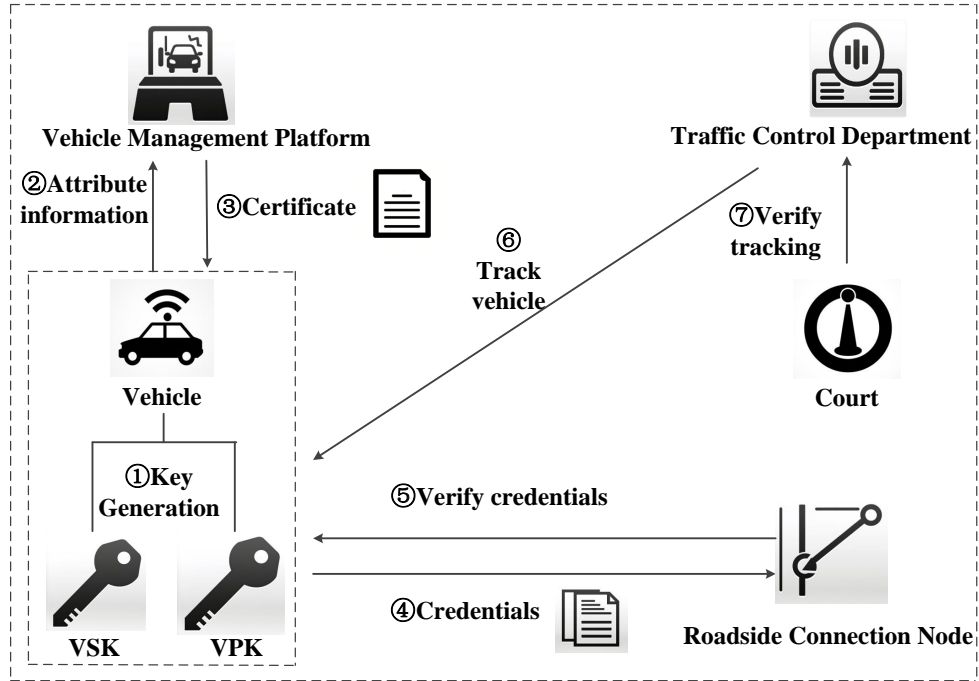 Vehicle Management Platform
Traffic Control Department
②Attribute
information
③Certificate
⑥
Track
vehicle
⑦Verify
tracking
Vehicle
Court
①Key
Generation
⑤Verify credentials
④Credentials
VSK
VPK
Roadside Connection Node